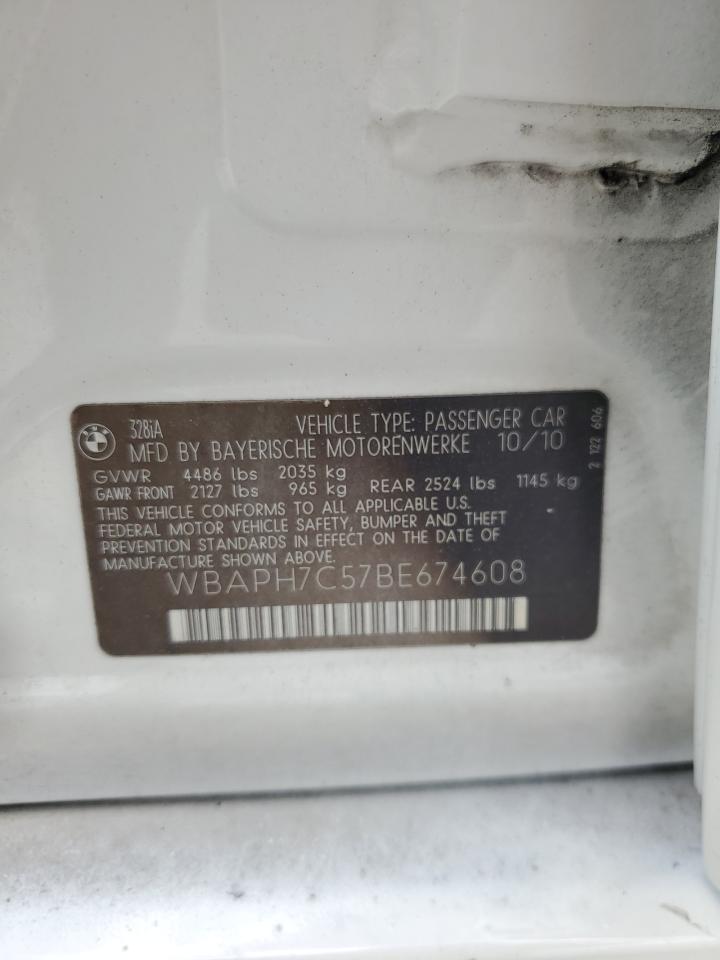 BMW
328iA VEHICLE TYPE: PASSENGER CAR
MFD BY BAYERISCHE MOTORENWERKE 10/10
GVWR 4486 lbs 2035 kg
GAWR FRONT 2127 lbs 965 kg REAR 2524 lbs 1145 kg
THIS VEHICLE CONFORMS TO ALL APPLICABLE U.S.
FEDERAL MOTOR VEHICLE SAFETY, BUMPER AND THEFT
PREVENTION STANDARDS IN EFFECT ON THE DATE OF
MANUFACTURE SHOWN ABOVE.
WBAPH7C57BE674608
2 122 606